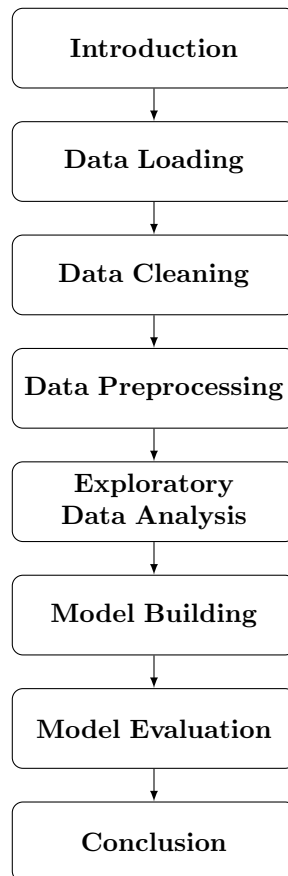 Introduction
Data Loading
Data Cleaning
Data Preprocessing
Exploratory
Data Analysis
Model Building
Model Evaluation
Conclusion